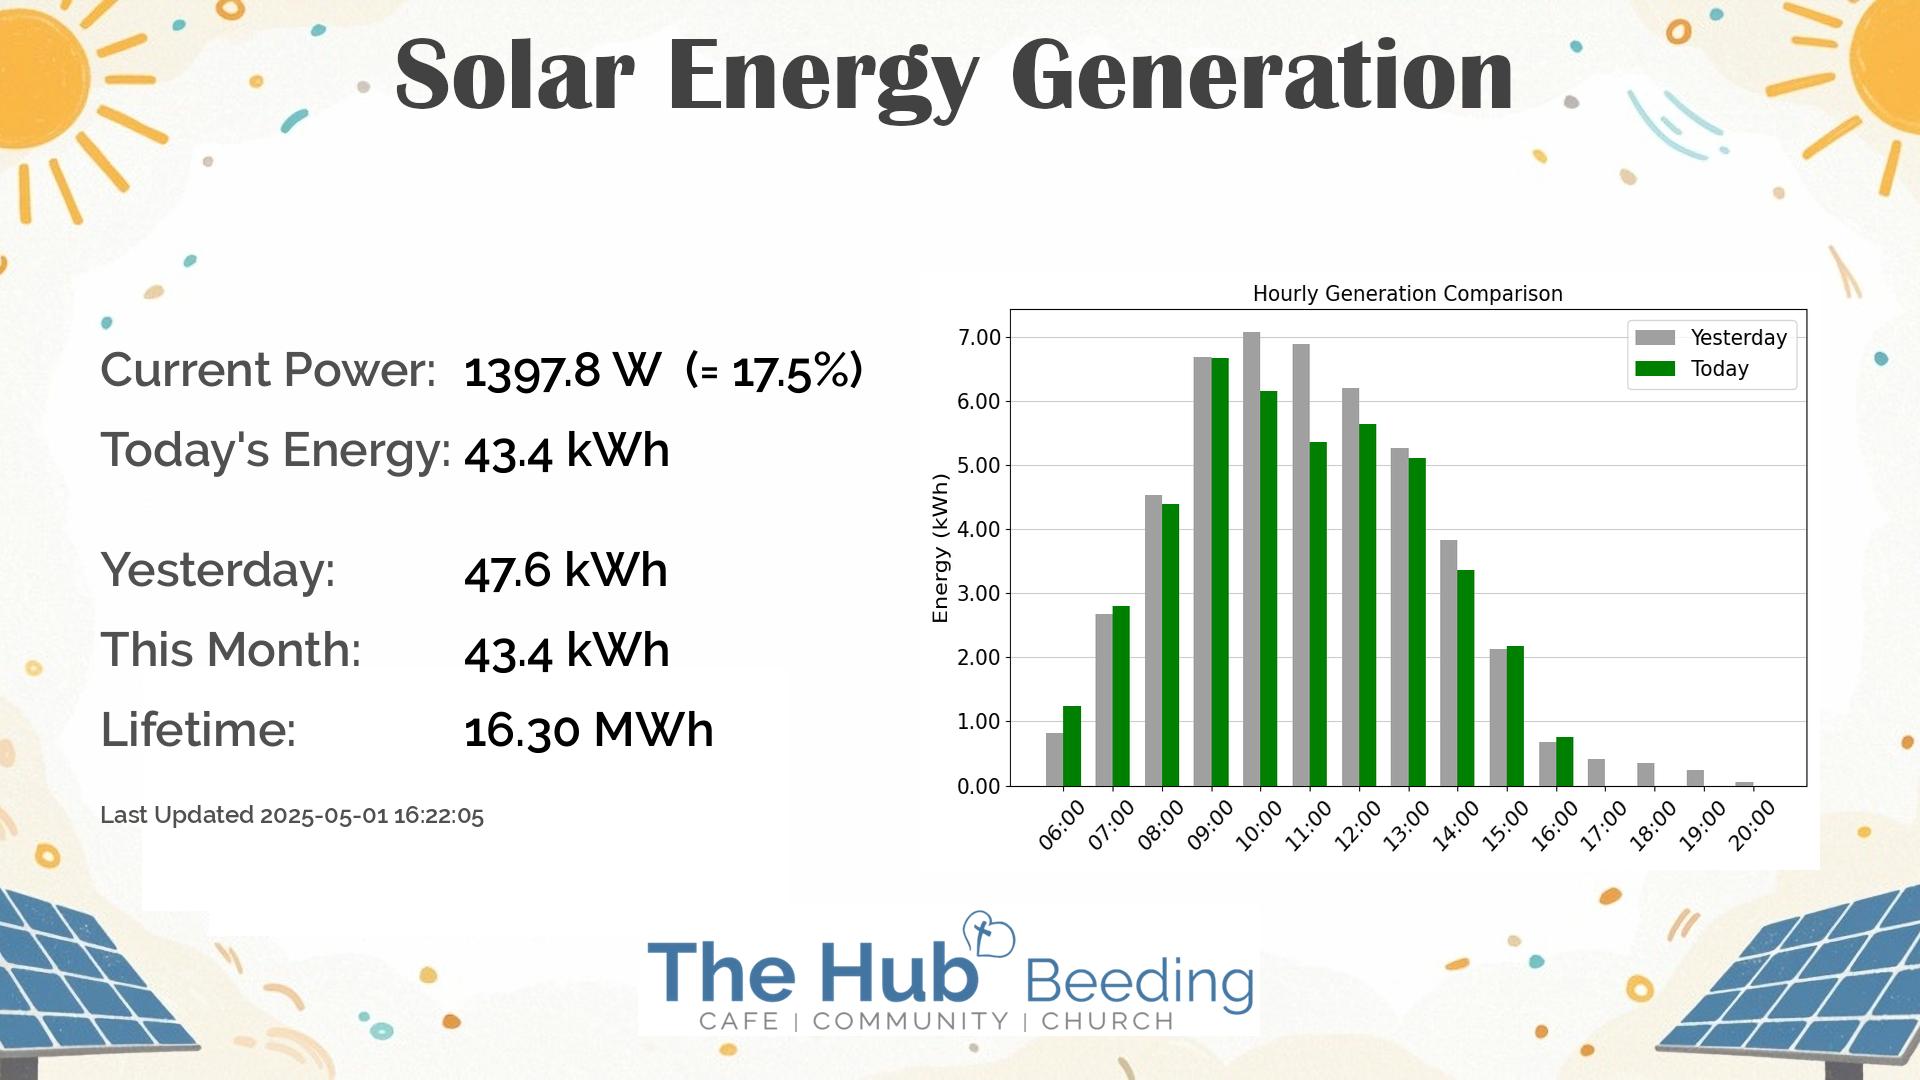 Solar Energy Generation
Current Power: 1397.8 W (= 17.5%)
Today's Energy: 43.4 kWh
Yesterday: 47.6 kWh
This Month: 43.4 kWh
Lifetime: 16.30 MWh
Last Updated 2025-05-01 16:22:05
Hourly Generation Comparison
Yesterday
Today
Energy (kWh)
7.00
6.00
5.00
4.00
3.00
2.00
1.00
0.00
06:00 07:00 08:00 09:00 10:00 11:00 12:00 13:00 14:00 15:00 16:00 17:00 18:00 19:00 20:00
The Hub Beeding
CAFE | COMMUNITY | CHURCH